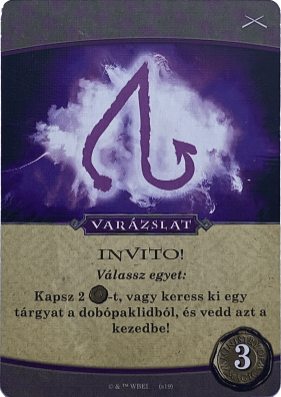 VARÁZSLAT
INVITO!
Válassz egyet:
Kapsz 2 -t, vagy keress ki egy
tárgyat a dobópaklidból, és vedd azt a
kezedbe!
3
© & ™ WBEI. (s19)